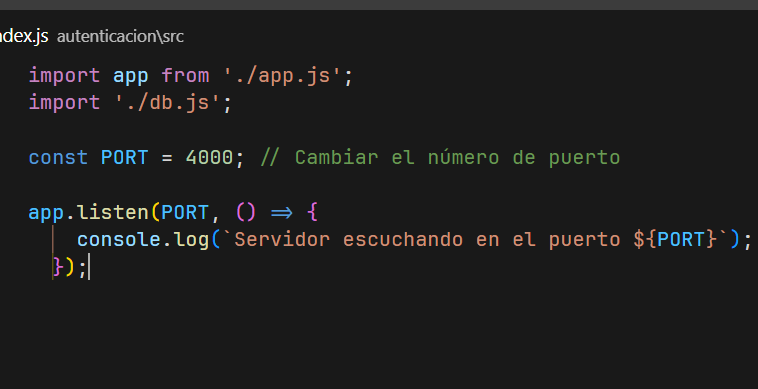 ndex.js autenticacion\src
import app from './app.js';
import './db.js';
const PORT = 4000; // Cambiar el número de puerto
app.listen(PORT, () => {
console.log(`Servidor escuchando en el puerto ${PORT}`);
});